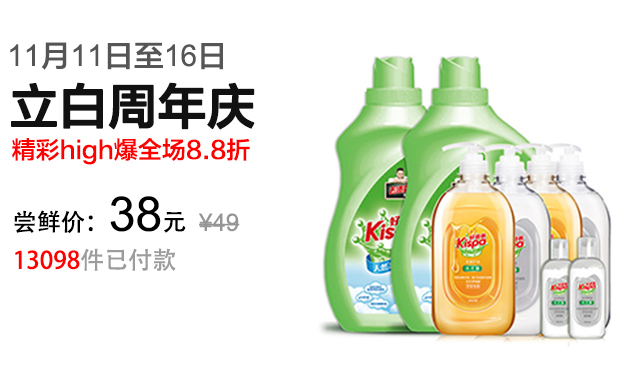 11月11日至16日
立白周年庆
精彩high爆全场8.8折
尝鲜价：38元 ¥49
13098件已付款
Kispa
Kispa